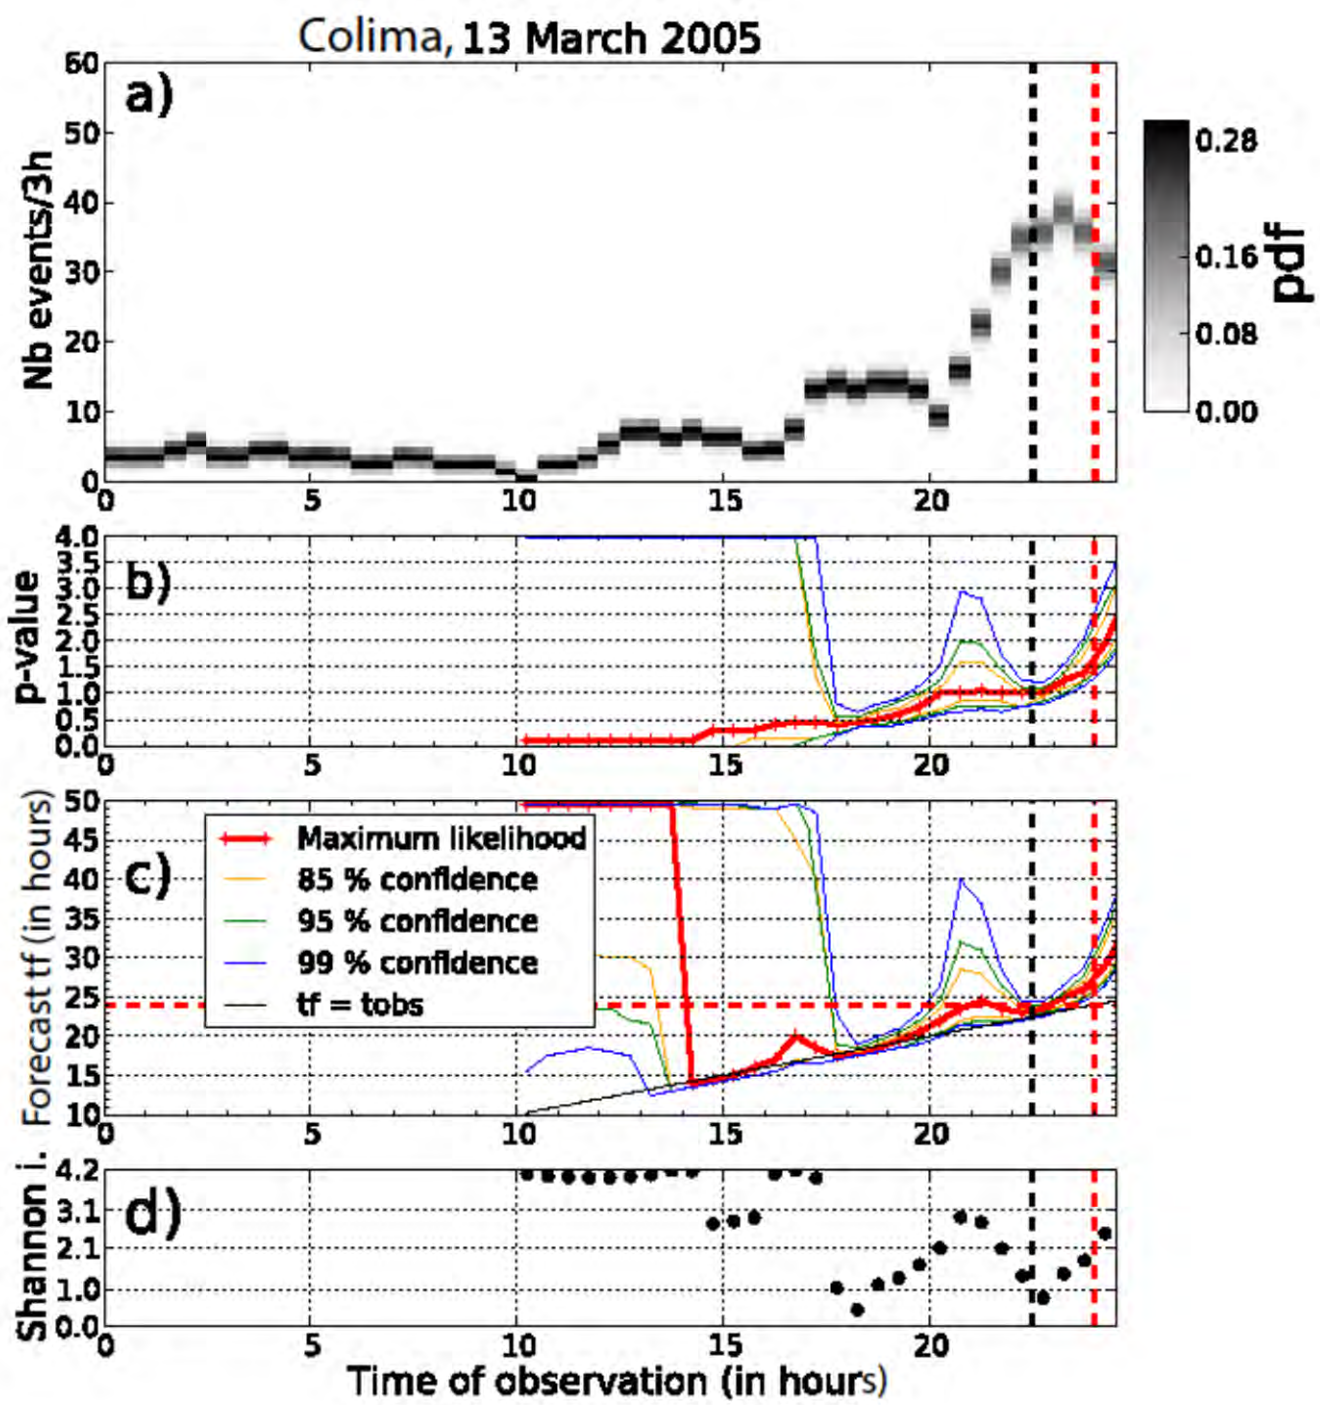 Colima, 13 March 2005
a)
Nb events/3h
60
50
40
30
20
10
0
0 5 10 15 20
0.28
0.16
0.08
0.00
pdf
b)
p-value
4.0
3.5
3.0
2.5
2.0
1.5
1.0
0.5
0.0
0 5 10 15 20
c)
Forecast tf (in hours)
50
45
40
35
30
25
20
15
10
Maximum likelihood
85 % confidence
95 % confidence
99 % confidence
tf = tobs
0 5 10 15 20
d)
Shannon i.
4.2
3.1
2.1
1.0
0.0
0 5 10 15 20
Time of observation (in hours)